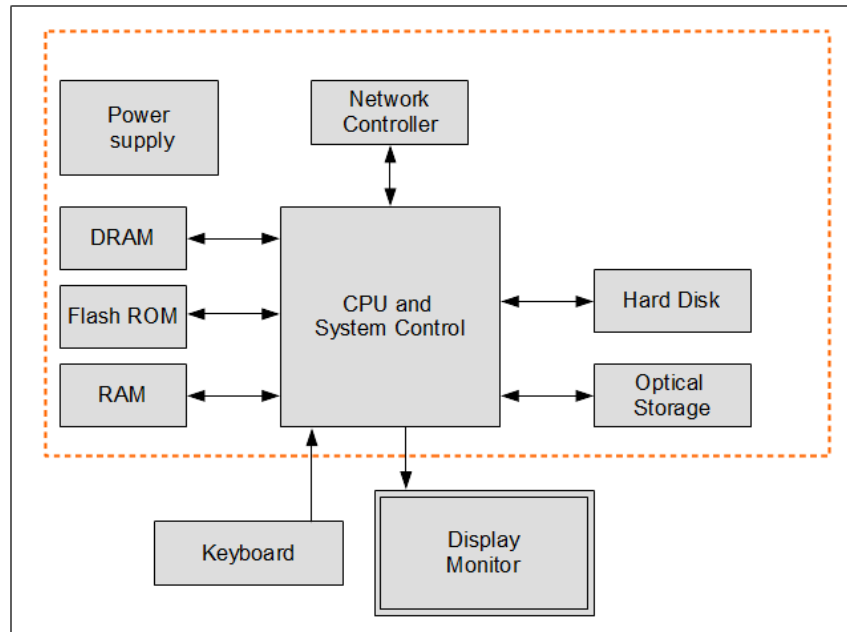 Power
supply
Network
Controller
DRAM
Flash ROM
RAM
CPU and
System Control
Hard Disk
Optical
Storage
Keyboard
Display
Monitor